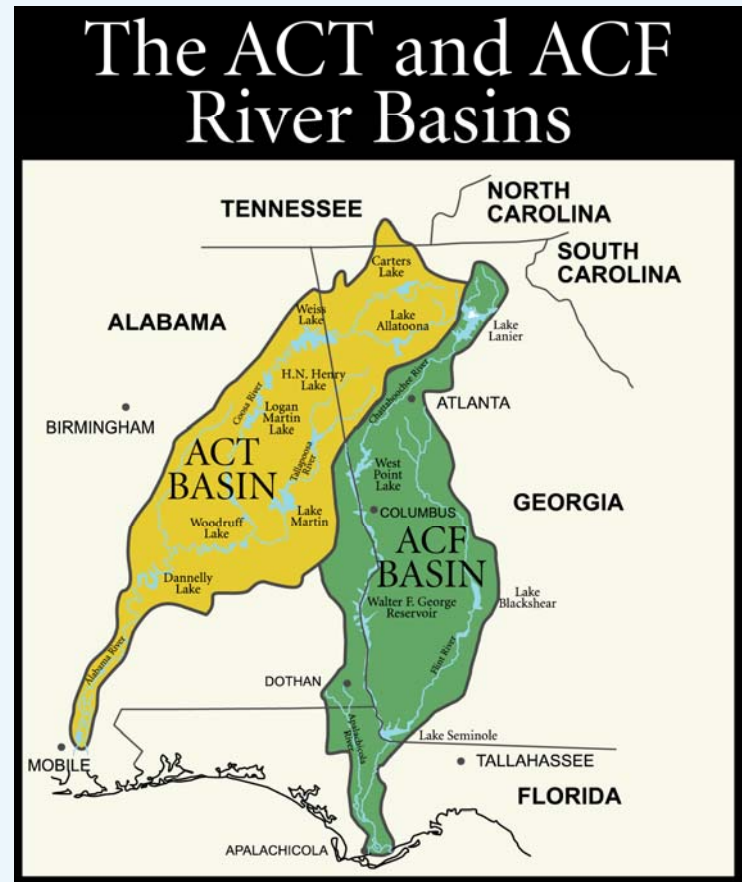 The ACT and ACF
River Basins
TENNESSEE
NORTH
CAROLINA
SOUTH
CAROLINA
Carters
Lake
ALABAMA
Weiss
Lake
Lake
Allatoona
Lake
Lanier
H.N. Henry
Lake
Chattahoochee River
Coosa River
ATLANTA
Logan
Martin
Lake
BIRMINGHAM
Tallapoosa
River
ACT
BASIN
West
Point
Lake
GEORGIA
COLUMBUS
Lake
Martin
Woodruff
Lake
ACF
BASIN
Dannelly
Lake
Walter F. George
Reservoir
Lake
Blackshear
Alabama River
Flint River
DOTHAN
Apalachicola
River
Lake Seminole
MOBILE
TALLAHASSEE
FLORIDA
APALACHICOLA